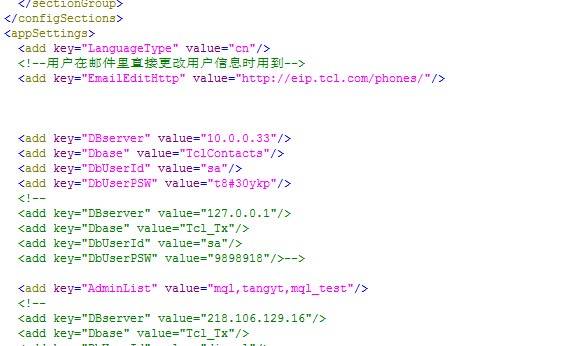 </sectionGroup>
</configSections>
<appSettings>
<add key="LanguageType" value="cn"/>
<!--用户在邮件里直接更改用户信息时用到-->
<add key="EmailEditHttp" value="http://eip.tcl.com/phones/"/>
<add key="DBserver" value="10.0.0.33"/>
<add key="Dbase" value="TclContacts"/>
<add key="DbUserId" value="sa"/>
<add key="DbUserPSW" value="t8#30ykp"/>
<!--
<add key="DBserver" value="127.0.0.1"/>
<add key="Dbase" value="Tcl_Tx"/>
<add key="DbUserId" value="sa"/>
<add key="DbUserPSW" value="9898918"/>-->
<add key="AdminList" value="mql,tangyt,mql_test"/>
<!--
<add key="DBserver" value="218.106.129.16"/>
<add key="Dbase" value="Tcl_Tx"/>